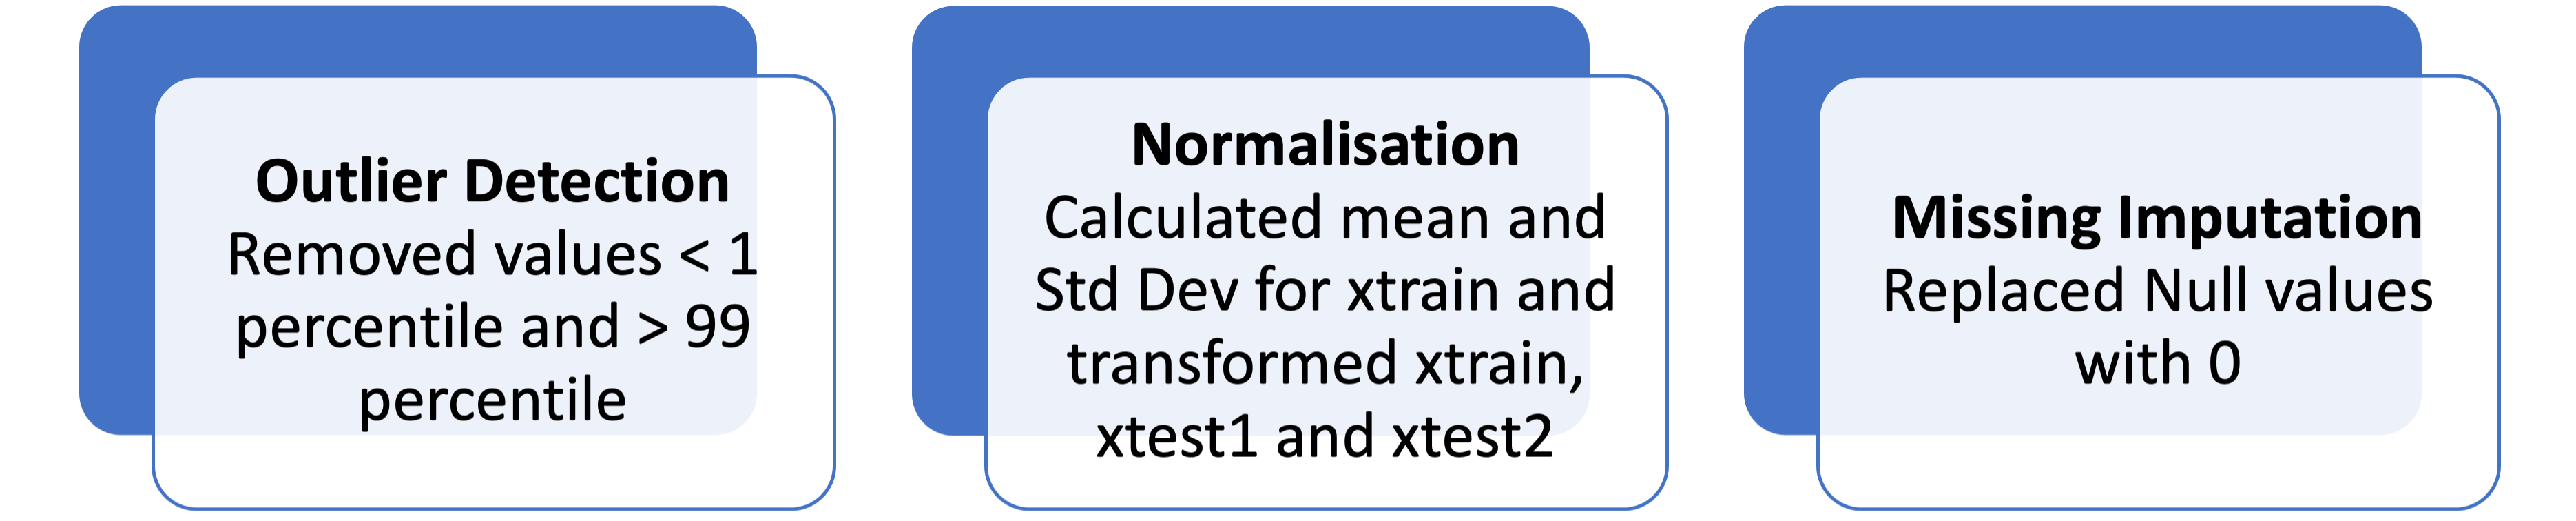 Outlier Detection
Removed values < 1
percentile and > 99
percentile
Normalisation
Calculated mean and
Std Dev for xtrain and
transformed xtrain,
xtest1 and xtest2
Missing Imputation
Replaced Null values
with 0